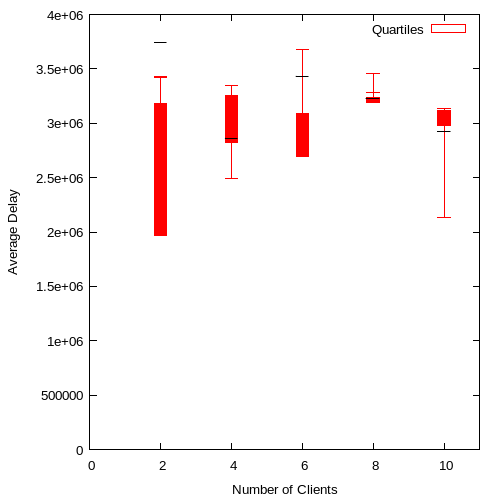 4e+06
Quartiles
3.5e+06
3e+06
2.5e+06
2e+06
1.5e+06
1e+06
500000
0
Average Delay
0 2 4 6 8 10
Number of Clients